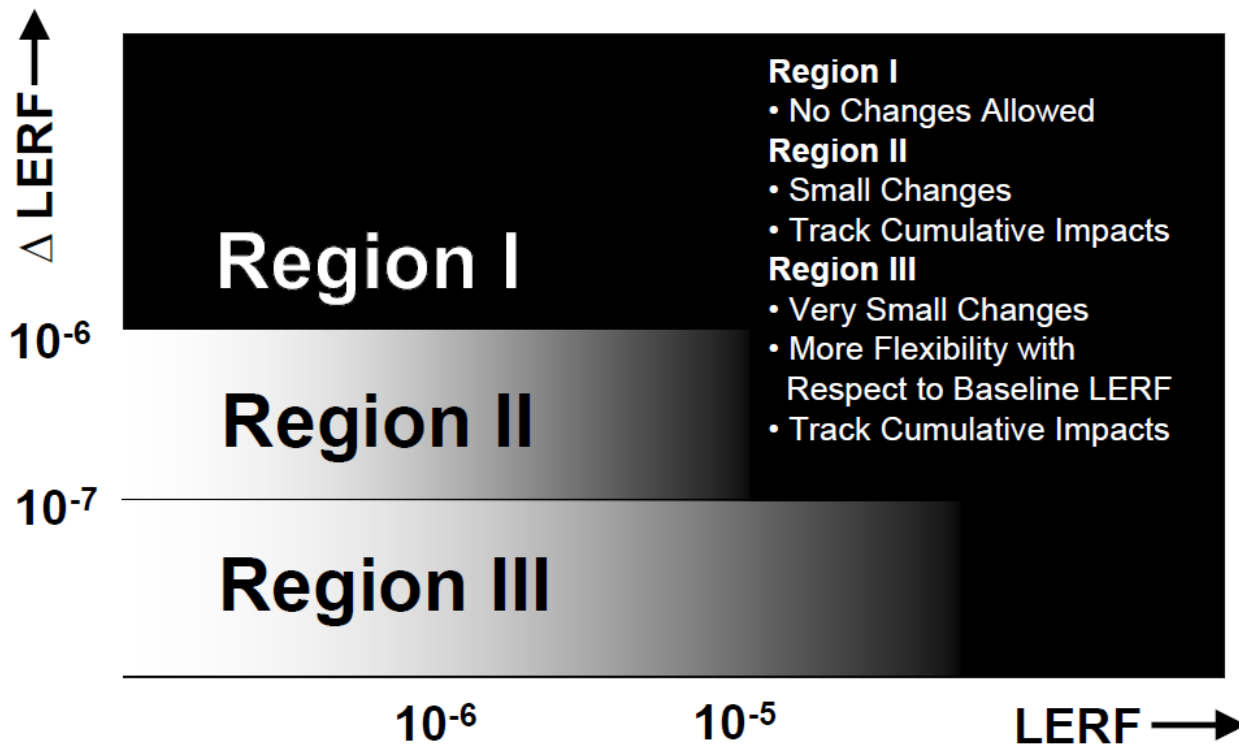 Δ LERF
Region I
• No Changes Allowed
Region II
• Small Changes
• Track Cumulative Impacts
Region III
• Very Small Changes
• More Flexibility with
Respect to Baseline LERF
• Track Cumulative Impacts
Region I
10⁻⁶
Region II
10⁻⁷
Region III
10⁻⁶
10⁻⁵
LERF